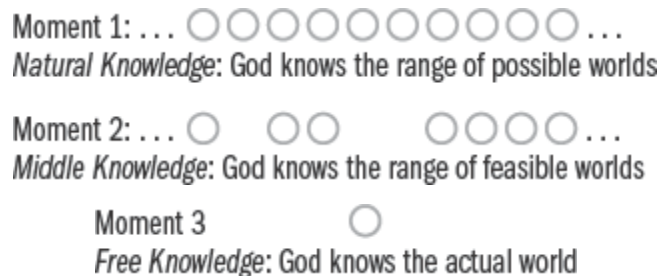 Moment 1: ... ...
Natural Knowledge: God knows the range of possible worlds
Moment 2: ... ...
Middle Knowledge: God knows the range of feasible worlds
Moment 3
Free Knowledge: God knows the actual world